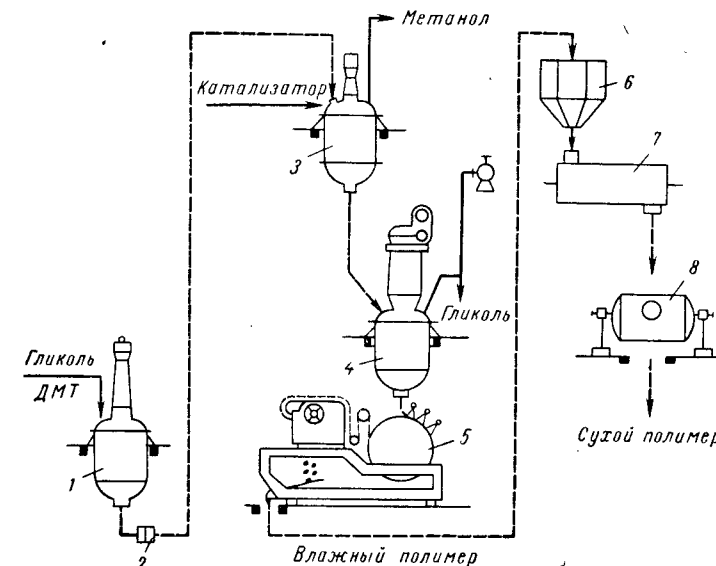 Метанол
Катализатор
3
6
7
Гликоль
4
8
Гликоль
ДМТ
1
2
5
Сухой полимер
Влажный полимер